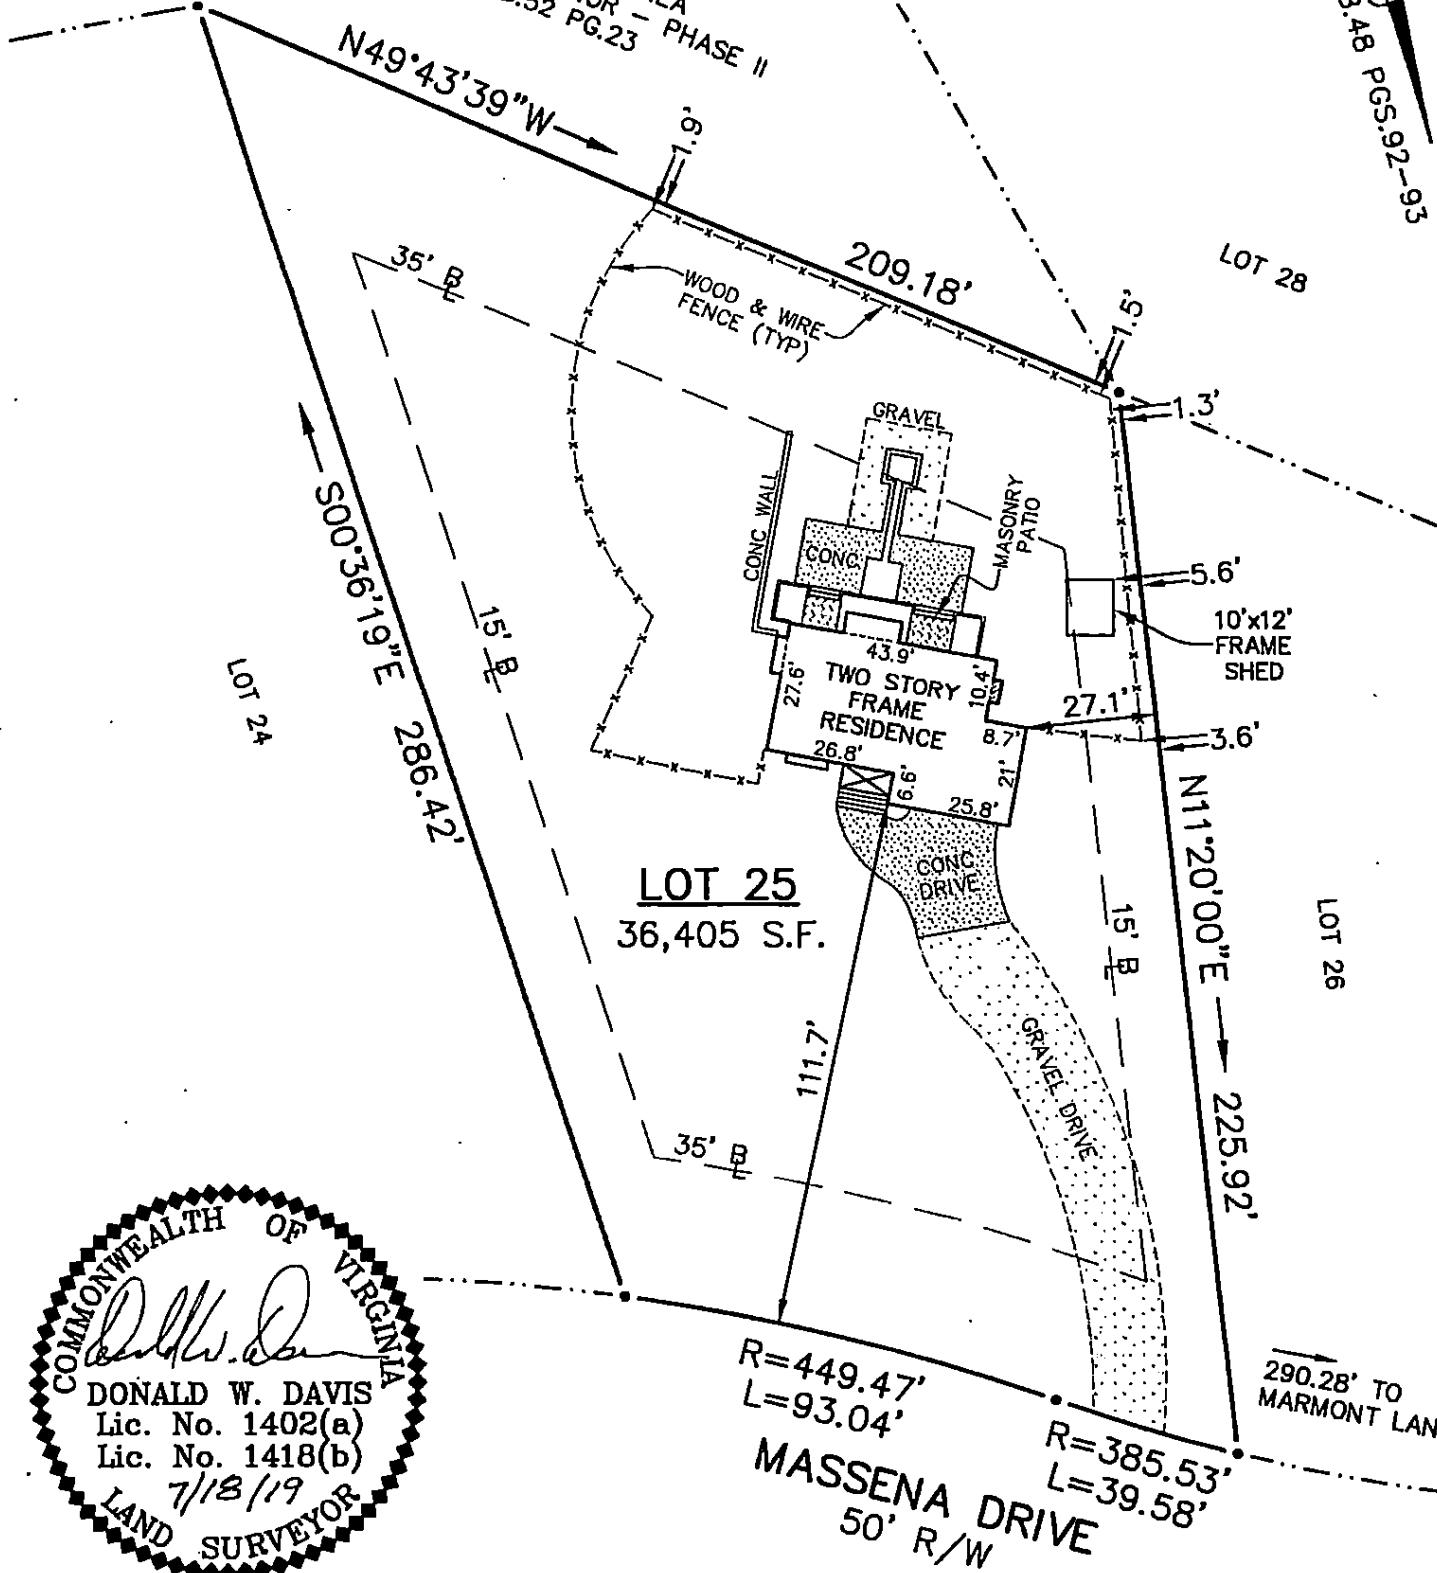 PHASE II
PG.23
B.48 PGS.92-93
N49°43'39"W
1.9'
209.18'
LOT 28
1.5'
1.3'
35' BL
WOOD & WIRE
FENCE (TYP)
GRAVEL
CONC WALL
CONC
MASONRY
PATIO
5.6'
10'x12'
FRAME
SHED
S00°36'19"E 286.42'
15' BL
LOT 24
43.9'
27.6'
10.4'
TWO STORY
FRAME
RESIDENCE
27.1'
8.7'
3.6'
26.8'
6.6'
21'
25.8'
N11°20'00"E 225.92'
CONC
DRIVE
LOT 25
36,405 S.F.
15' BL
LOT 26
111.7'
GRAVEL DRIVE
35' BL
R=449.47'
L=93.04'
R=385.53'
L=39.58'
290.28' TO
MARMONT LAN
MASSENA DRIVE
50' R/W
COMMONWEALTH OF VIRGINIA
DONALD W. DAVIS
Lic. No. 1402(a)
Lic. No. 1418(b)
7/18/19
LAND SURVEYOR